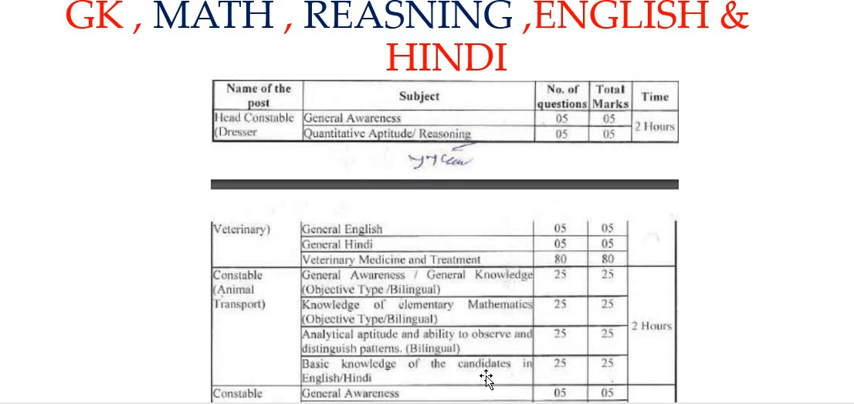 GK , MATH , REASNING ,ENGLISH &
HINDI
Name of the post | Subject | No. of questions | Total Marks | Time
Head Constable (Dresser | General Awareness | 05 | 05 | 2 Hours
Quantitative Aptitude/ Reasoning | 05 | 05
Veterinary) | General English | 05 | 05
General Hindi | 05 | 05
Veterinary Medicine and Treatment | 80 | 80
Constable (Animal Transport) | General Awareness / General Knowledge (Objective Type /Bilingual) | 25 | 25 | 2 Hours
Knowledge of elementary Mathematics (Objective Type/Bilingual) | 25 | 25
Analytical aptitude and ability to observe and distinguish patterns. (Bilingual) | 25 | 25
Basic knowledge of the candidates in English/Hindi | 25 | 25
Constable | General Awareness | 05 | 05